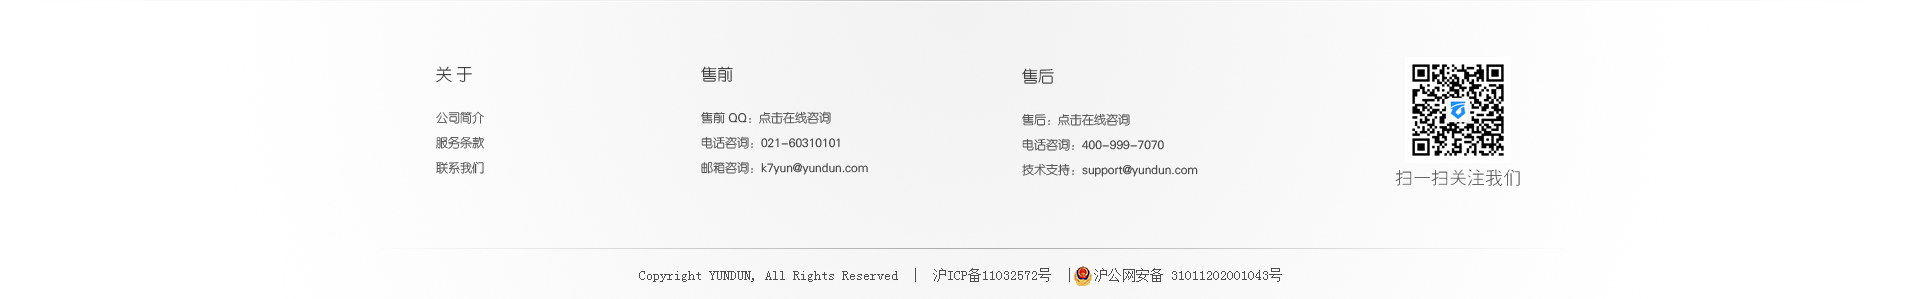 关 于
公司简介
服务条款
联系我们
售前
售前 QQ：点击在线咨询
电话咨询：021-60310101
邮箱咨询：k7yun@yundun.com
售后
售后：点击在线咨询
电话咨询：400-999-7070
技术支持：support@yundun.com
扫一扫关注我们
Copyright YUNDUN, All Rights Reserved | 沪ICP备11032572号 | 沪公网安备 31011202001043号